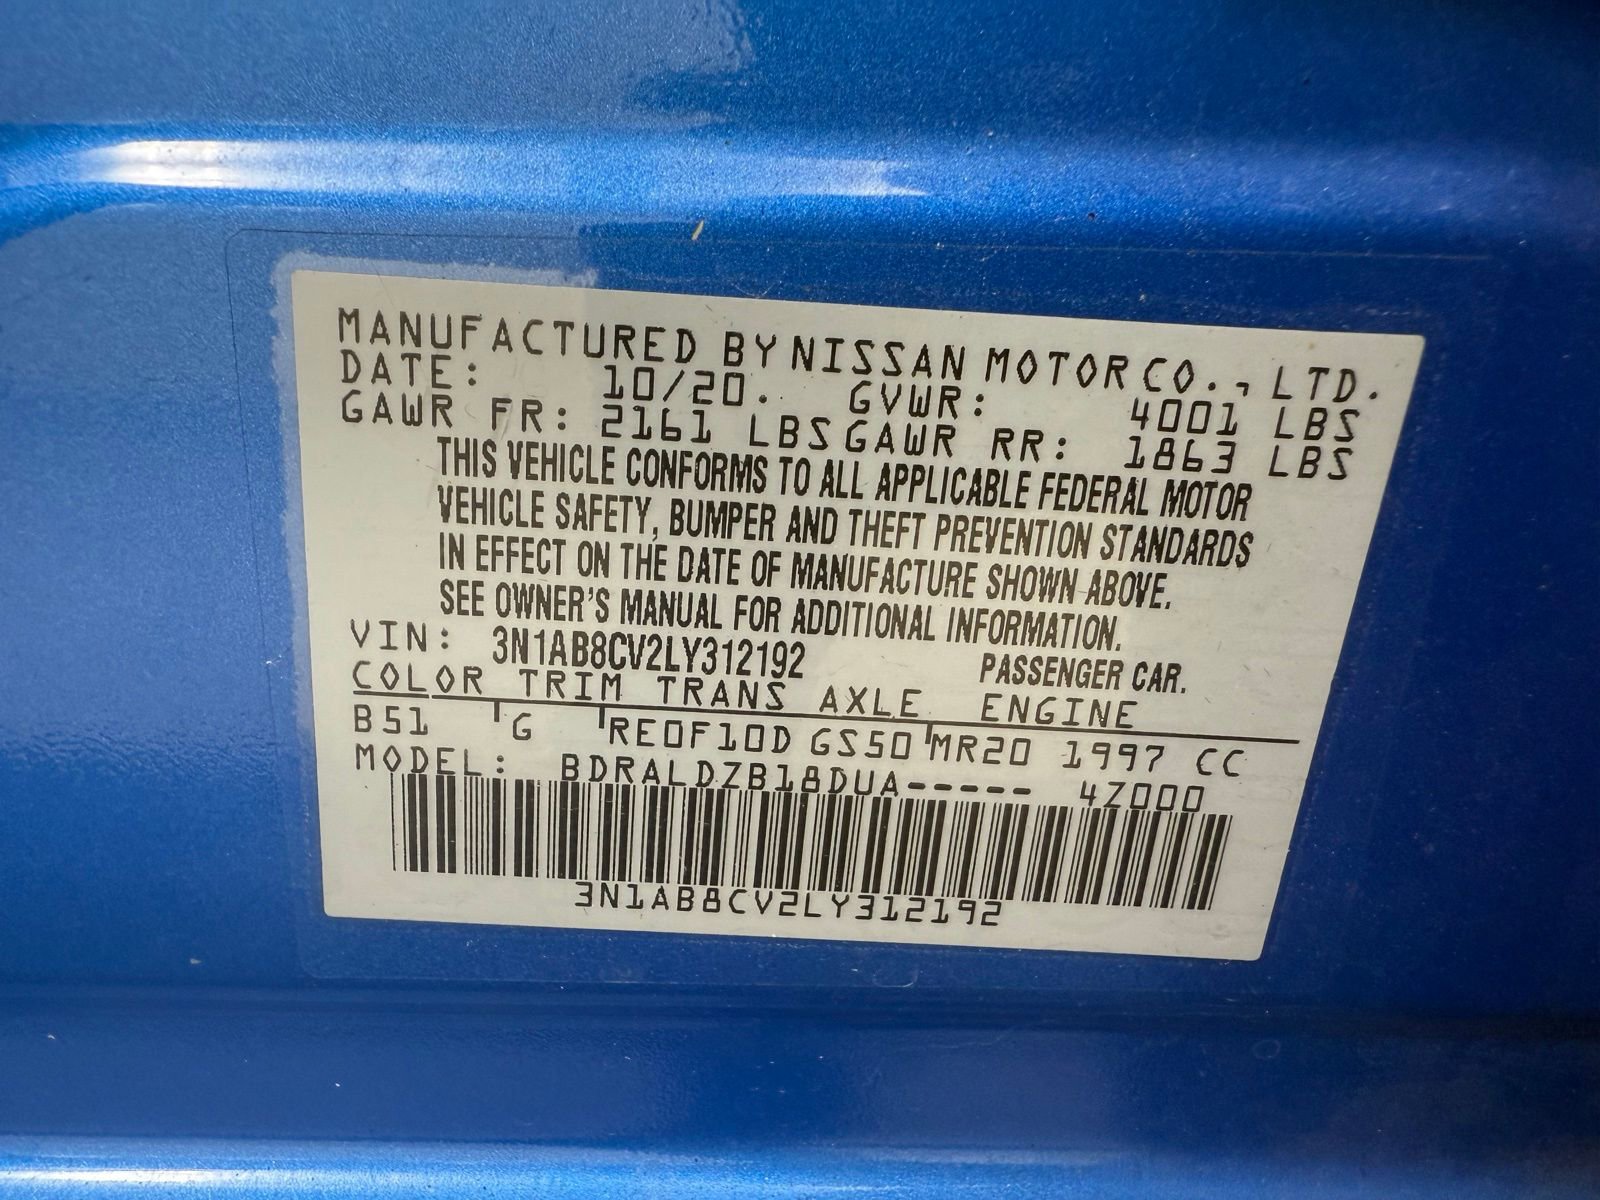 MANUFACTURED BY NISSAN MOTOR CO., LTD.
DATE: 10/20. GVWR: 4001 LBS
GAWR FR: 2161 LBS GAWR RR: 1863 LBS
THIS VEHICLE CONFORMS TO ALL APPLICABLE FEDERAL MOTOR
VEHICLE SAFETY, BUMPER AND THEFT PREVENTION STANDARDS
IN EFFECT ON THE DATE OF MANUFACTURE SHOWN ABOVE.
SEE OWNER'S MANUAL FOR ADDITIONAL INFORMATION.
VIN: 3N1AB8CV2LY312192 PASSENGER CAR.
COLOR TRIM TRANS AXLE ENGINE
B51 G RE0F10D GS50 MR20 1997 CC
MODEL: BDRALDZB18DUA----- 4Z000
3N1AB8CV2LY312192